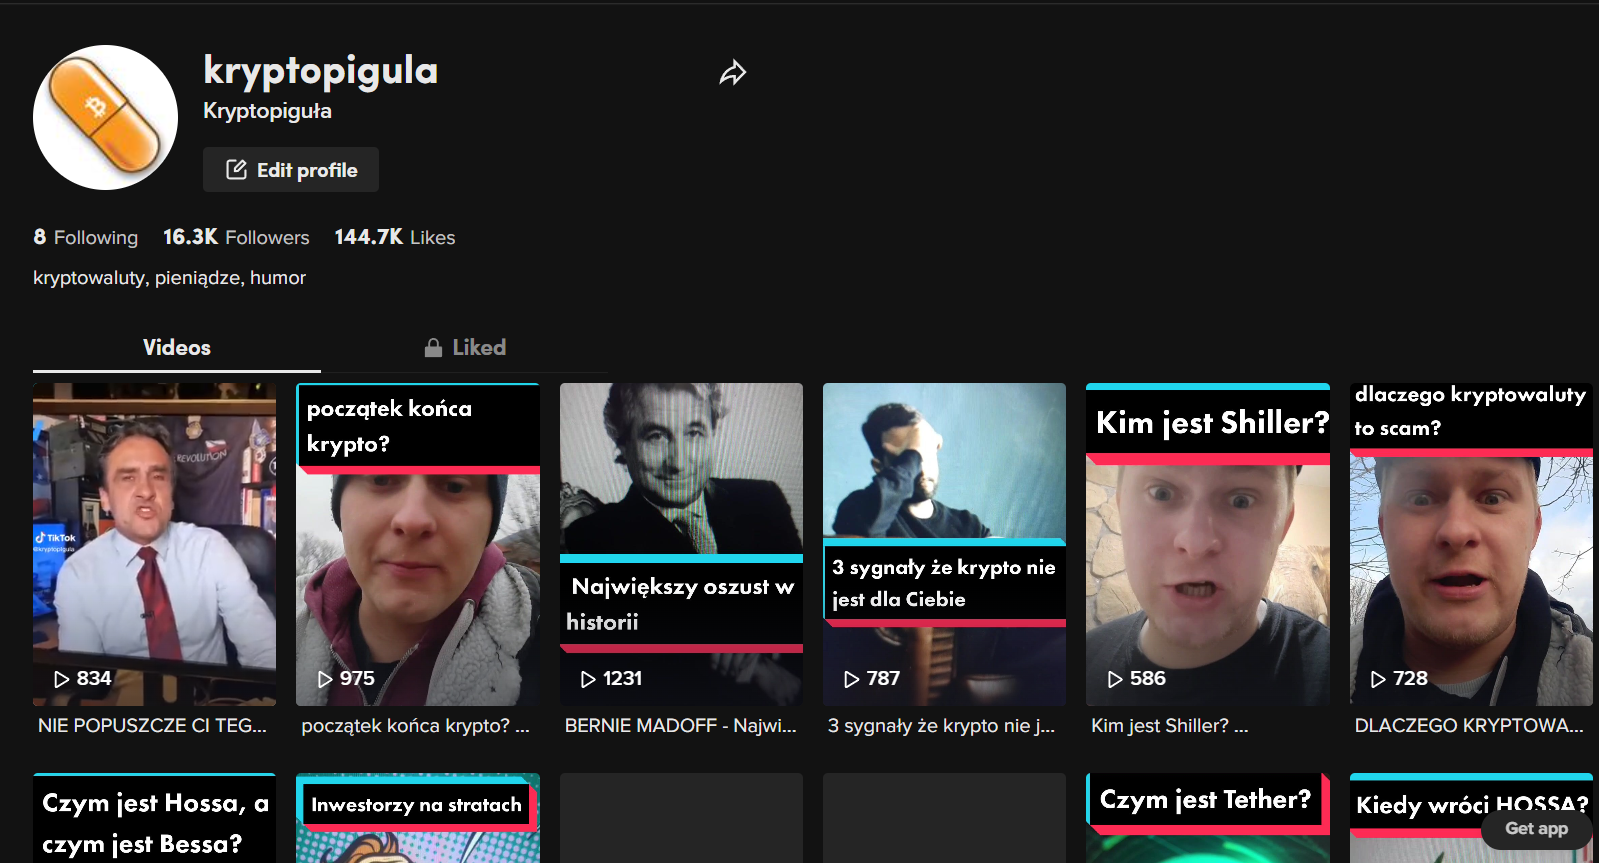 kryptopigula
Kryptopiguła
Edit profile
8 Following 16.3K Followers 144.7K Likes
kryptowaluty, pieniądze, humor
Videos
Liked
REVOLUTION
TikTok
@kryptopigula
834
NIE POPUSZCZE CI TEG...
początek końca
krypto?
975
początek końca krypto? ...
Największy oszust w
historii
1231
BERNIE MADOFF - Najwi...
3 sygnały że krypto nie
jest dla Ciebie
787
3 sygnały że krypto nie j...
Kim jest Shiller?
586
Kim jest Shiller? ...
dlaczego kryptowaluty
to scam?
728
DLACZEGO KRYPTOWA...
Czym jest Hossa, a
czym jest Bessa?
Inwestorzy na stratach
Czym jest Tether?
Kiedy wróci HOSSA?
Get app